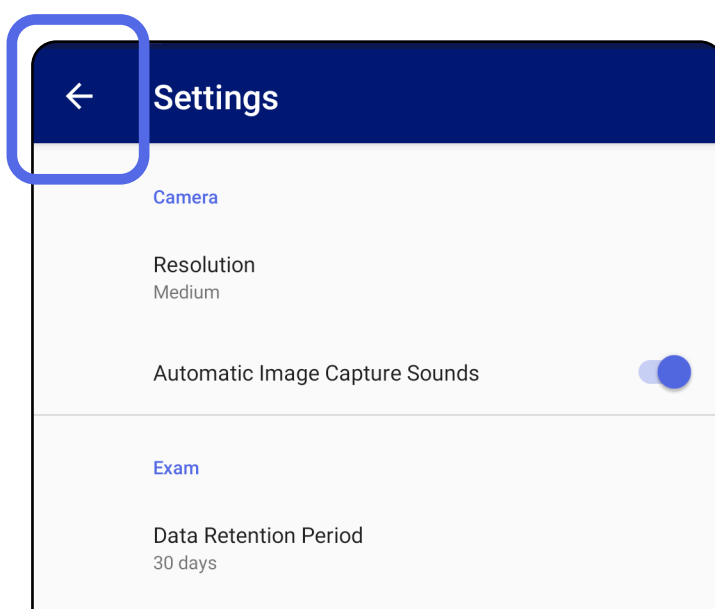 Settings
Camera
Resolution
Medium
Automatic Image Capture Sounds
Exam
Data Retention Period
30 days